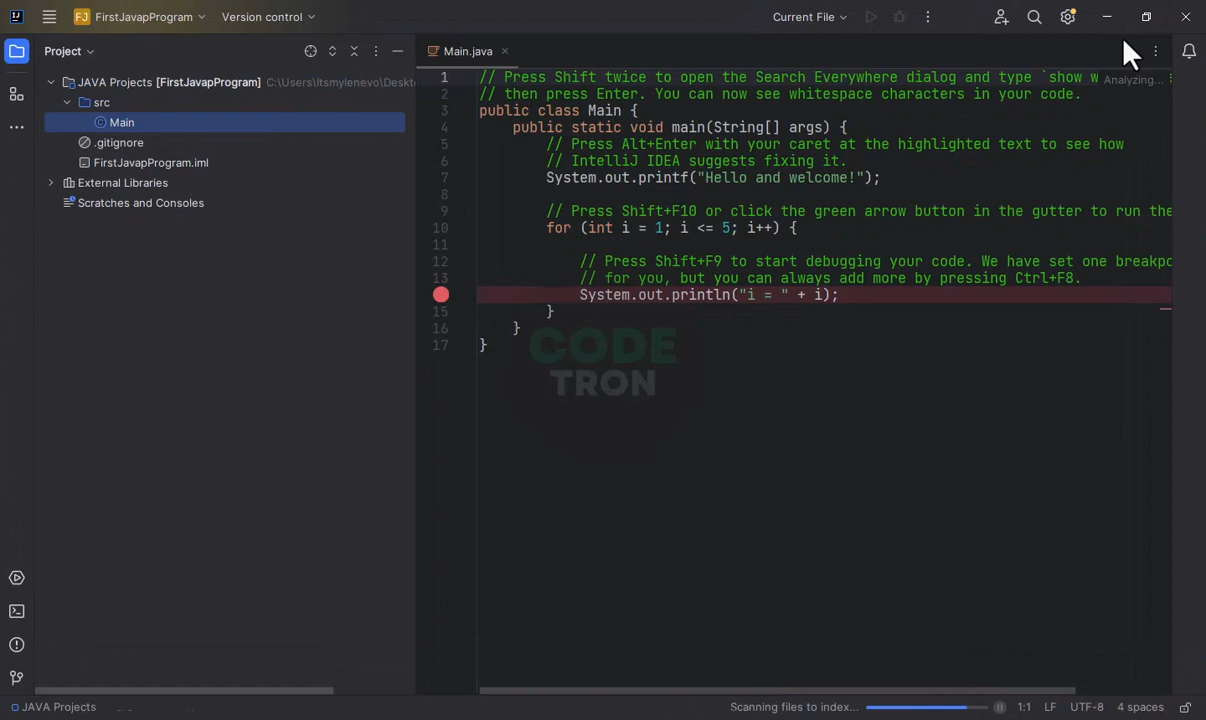 FJ FirstJavapProgram Version control Current File
Project
Main.java
JAVA Projects [FirstJavapProgram] C:\Users\Itsmylenevo\Deskto
src
Main
.gitignore
FirstJavapProgram.iml
External Libraries
Scratches and Consoles
Analyzing...
1 // Press Shift twice to open the Search Everywhere dialog and type `show w
2 // then press Enter. You can now see whitespace characters in your code.
3 public class Main {
4 public static void main(String[] args) {
5 // Press Alt+Enter with your caret at the highlighted text to see how
6 // IntelliJ IDEA suggests fixing it.
7 System.out.printf("Hello and welcome!");
8
9 // Press Shift+F10 or click the green arrow button in the gutter to run the
10 for (int i = 1; i <= 5; i++) {
11
12 // Press Shift+F9 to start debugging your code. We have set one breakpo
13 // for you, but you can always add more by pressing Ctrl+F8.
System.out.println("i = " + i);
15 }
16 }
17 }
CODE
TRON
JAVA Projects
Scanning files to index... 1:1 LF UTF-8 4 spaces